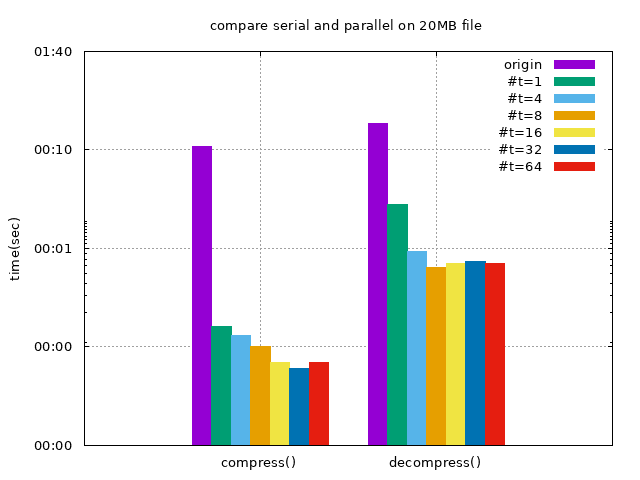 compare serial and parallel on 20MB file
01:40
00:10
00:01
00:00
00:00
time(sec)
origin
#t=1
#t=4
#t=8
#t=16
#t=32
#t=64
compress()
decompress()